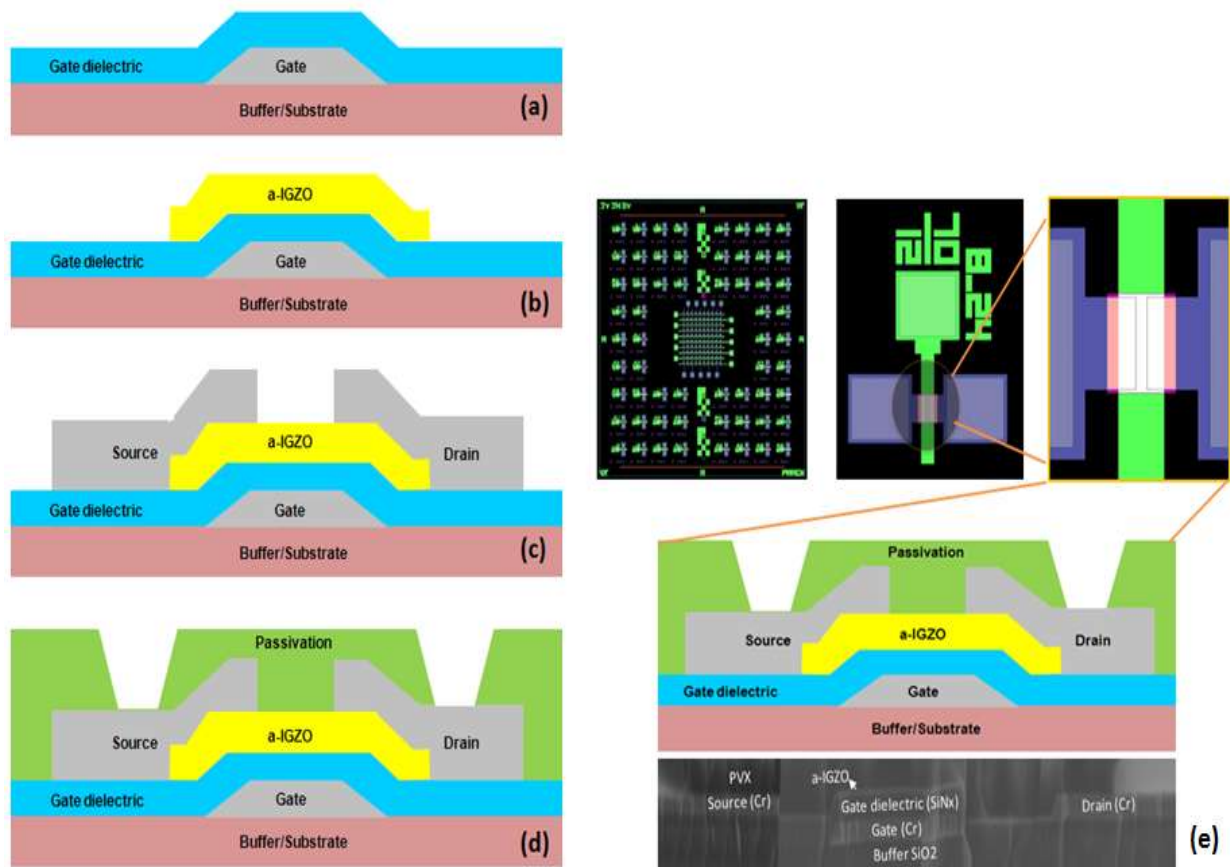 Gate dielectric
Gate
Buffer/Substrate
(a)
a-IGZO
Gate dielectric
Gate
Buffer/Substrate
(b)
Source
a-IGZO
Drain
Gate dielectric
Gate
Buffer/Substrate
(c)
Passivation
Source
a-IGZO
Drain
Gate dielectric
Gate
Buffer/Substrate
(d)
Passivation
Source
a-IGZO
Drain
Gate dielectric
Gate
Buffer/Substrate
PVX
a-IGZO
Source (Cr)
Gate dielectric (SiNx)
Drain (Cr)
Gate (Cr)
Buffer SiO2
(e)